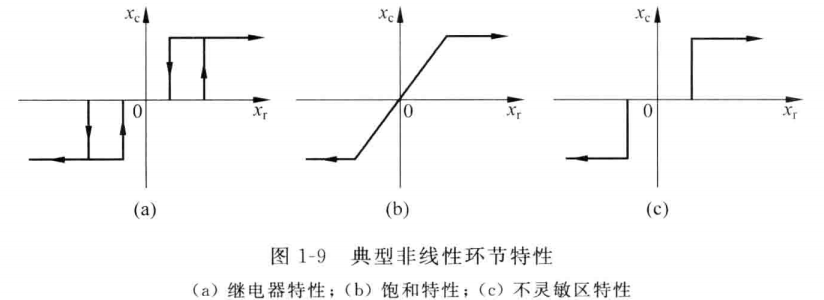 x_c x_c x_c
0 x_r 0 x_r 0 x_r
(a) (b) (c)
图 1-9 典型非线性环节特性
(a) 继电器特性；(b) 饱和特性；(c) 不灵敏区特性